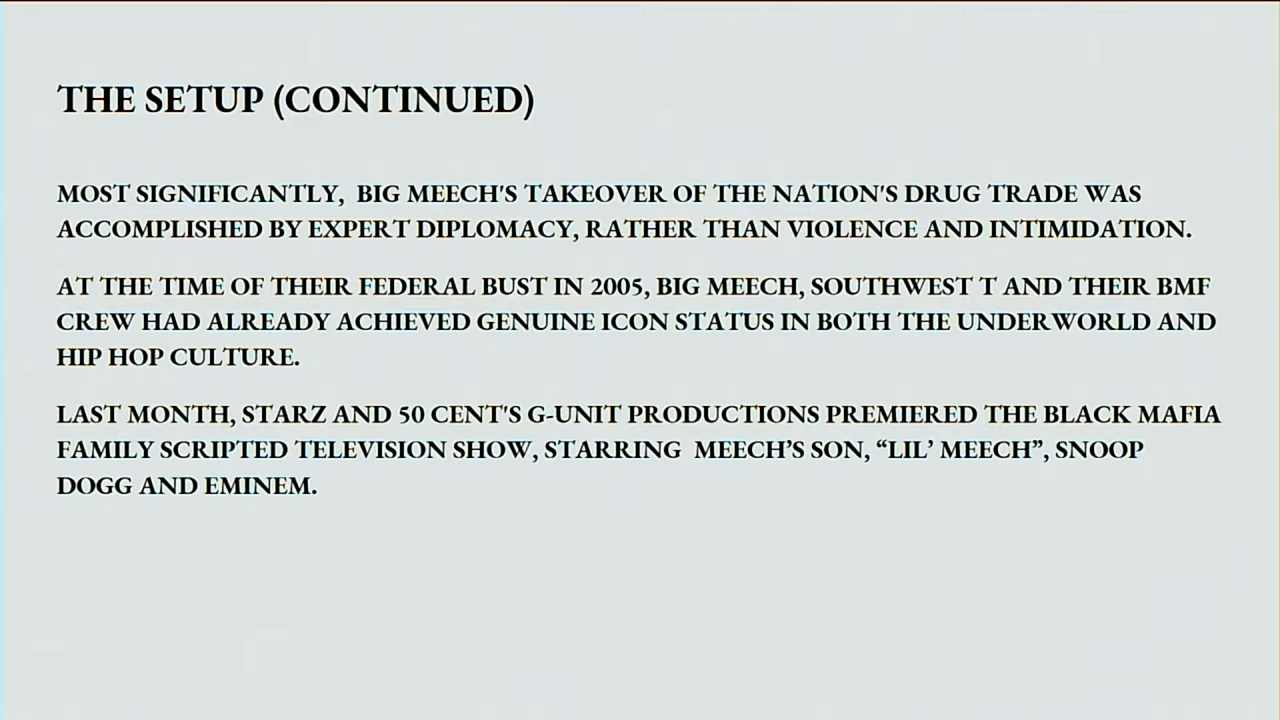 THE SETUP (CONTINUED)
MOST SIGNIFICANTLY,  BIG MEECH'S TAKEOVER OF THE NATION'S DRUG TRADE WAS
ACCOMPLISHED BY EXPERT DIPLOMACY, RATHER THAN VIOLENCE AND INTIMIDATION.
AT THE TIME OF THEIR FEDERAL BUST IN 2005, BIG MEECH, SOUTHWEST T AND THEIR BMF
CREW HAD ALREADY ACHIEVED GENUINE ICON STATUS IN BOTH THE UNDERWORLD AND
HIP HOP CULTURE.
LAST MONTH, STARZ AND 50 CENT'S G-UNIT PRODUCTIONS PREMIERED THE BLACK MAFIA
FAMILY SCRIPTED TELEVISION SHOW, STARRING  MEECH’S SON, “LIL’ MEECH”, SNOOP
DOGG AND EMINEM.